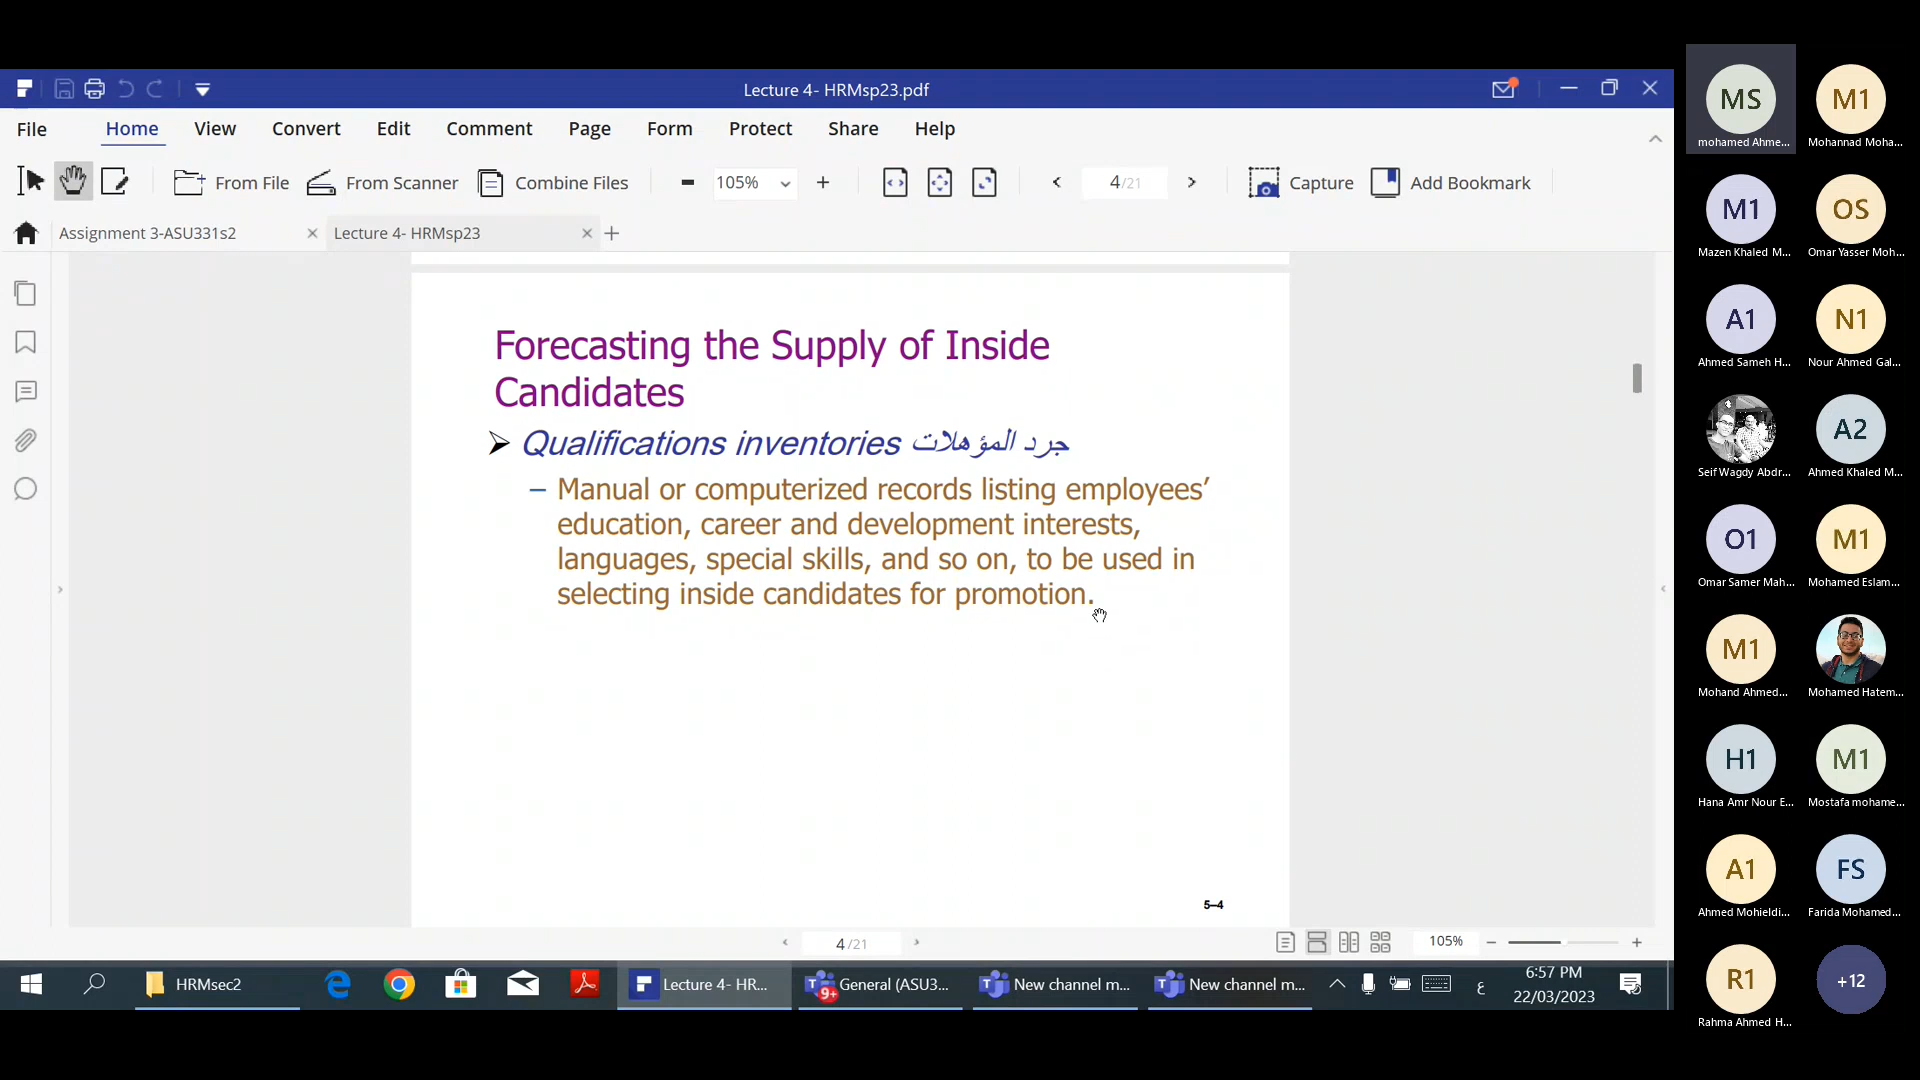 Lecture 4- HRMsp23.pdf
File Home View Convert Edit Comment Page Form Protect Share Help
From File From Scanner Combine Files 105% 4/21 Capture Add Bookmark
Assignment 3-ASU331s2 Lecture 4- HRMsp23
Forecasting the Supply of Inside
Candidates
Qualifications inventories جرد المؤهلات
– Manual or computerized records listing employees’
education, career and development interests,
languages, special skills, and so on, to be used in
selecting inside candidates for promotion.
5–4
4/21 105%
HRMsec2 Lecture 4- HR... 9+ General (ASU3... New channel m... New channel m... ع 6:57 PM
22/03/2023
MS M1
mohamed Ahme... Mohannad Moha...
M1 OS
Mazen Khaled M... Omar Yasser Moh...
A1 N1
Ahmed Sameh H... Nour Ahmed Gal...
A2
Seif Wagdy Abdr... Ahmed Khaled M...
O1 M1
Omar Samer Mah... Mohamed Eslam...
M1
Mohand Ahmed... Mohamed Hatem...
H1 M1
Hana Amr Nour E... Mostafa mohame...
A1 FS
Ahmed Mohieldi... Farida Mohamed...
R1 +12
Rahma Ahmed H...